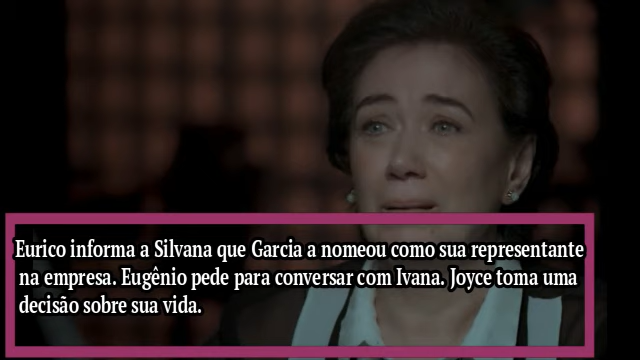 Eurico informa a Silvana que Garcia a nomeou como sua representante
na empresa. Eugênio pede para conversar com Ivana. Joyce toma uma
decisão sobre sua vida.